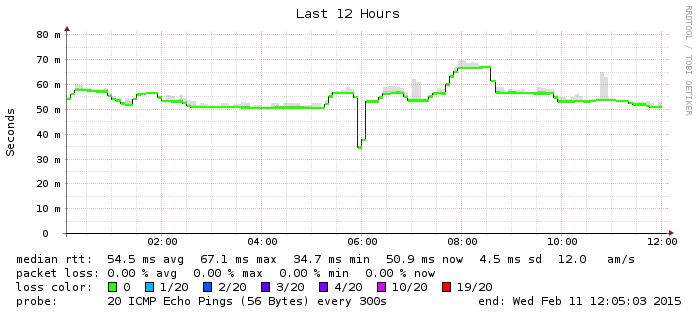 Last 12 Hours
RRDTOOL / TOBI OETIKER
Seconds
80 m
70 m
60 m
50 m
40 m
30 m
20 m
10 m
0
02:00 04:00 06:00 08:00 10:00 12:00
median rtt: 54.5 ms avg 67.1 ms max 34.7 ms min 50.9 ms now 4.5 ms sd 12.0 am/s
packet loss: 0.00 % avg 0.00 % max 0.00 % min 0.00 % now
loss color: 0 1/20 2/20 3/20 4/20 10/20 19/20
probe: 20 ICMP Echo Pings (56 Bytes) every 300s end: Wed Feb 11 12:05:03 2015